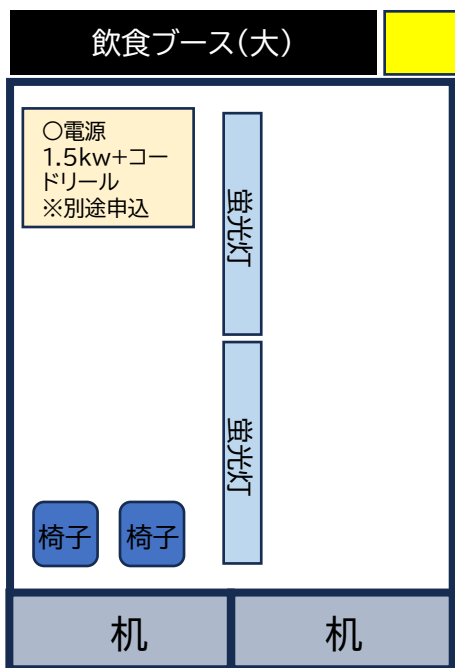 飲食ブース(大)
○電源
1.5kw+コー
ドリール
※別途申込
蛍光灯
蛍光灯
椅子
椅子
机
机